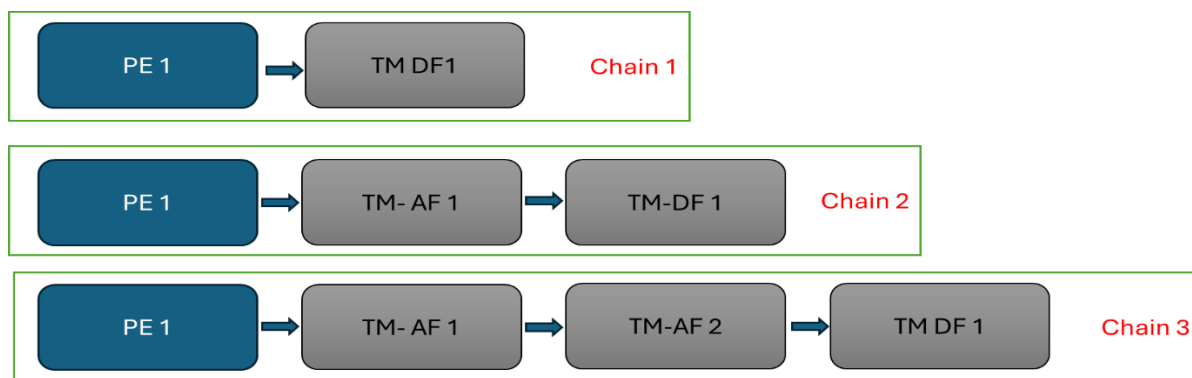 PE 1
TM DF1
Chain 1
PE 1
TM- AF 1
TM-DF 1
Chain 2
PE 1
TM- AF 1
TM-AF 2
TM DF 1
Chain 3